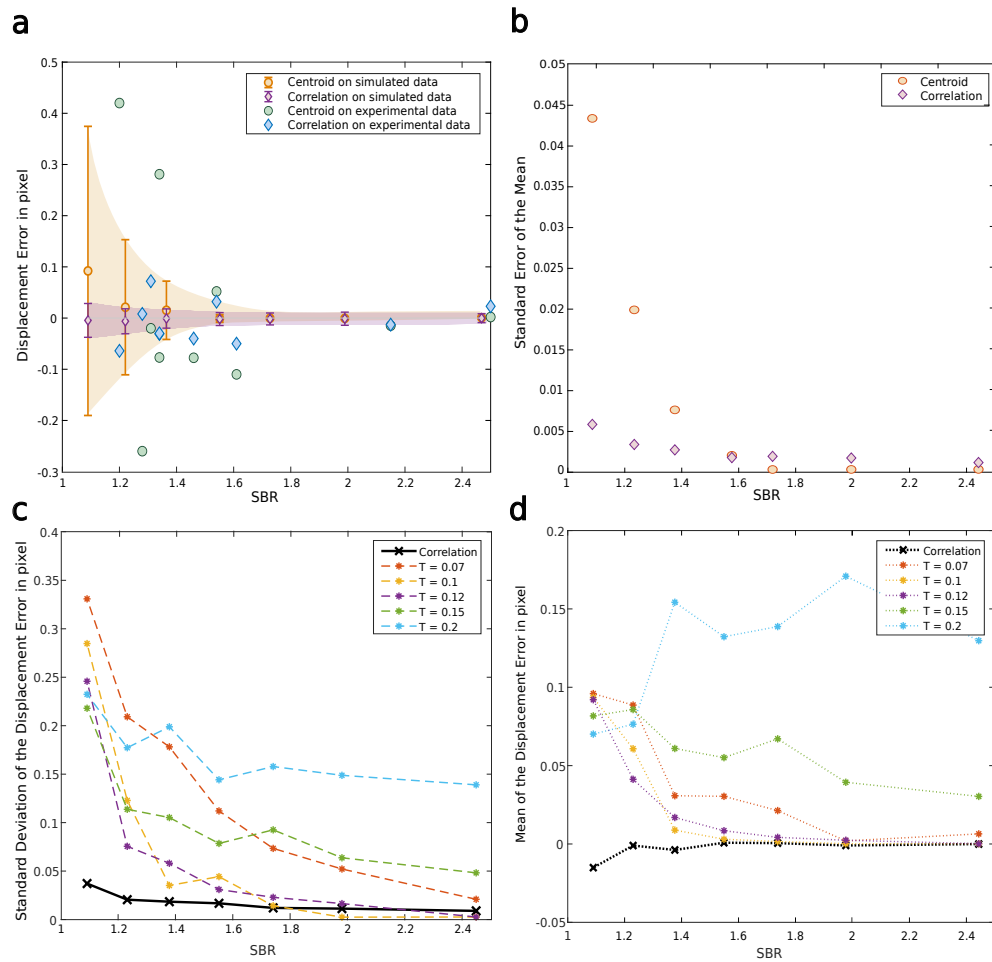 a
0.5
0.4
0.3
0.2
0.1
0
-0.1
-0.2
-0.3
1
1.2
1.4
1.6
1.8
2
2.2
2.4
SBR
Displacement Error in pixel
Centroid on simulated data
Correlation on simulated data
Centroid on experimental data
Correlation on experimental data
b
0.05
0.045
0.04
0.035
0.03
0.025
0.02
0.015
0.01
0.005
0
1
1.2
1.4
1.6
1.8
2
2.2
2.4
SBR
Standard Error of the Mean
Centroid
Correlation
c
0.4
0.35
0.3
0.25
0.2
0.15
0.1
0.05
0
1
1.2
1.4
1.6
1.8
2
2.2
2.4
SBR
Standard Deviation of the Displacement Error in pixel
Correlation
T = 0.07
T = 0.1
T = 0.12
T = 0.15
T = 0.2
d
0.2
0.15
0.1
0.05
0
-0.05
1
1.2
1.4
1.6
1.8
2
2.2
2.4
SBR
Mean of the Displacement Error in pixel
Correlation
T = 0.07
T = 0.1
T = 0.12
T = 0.15
T = 0.2